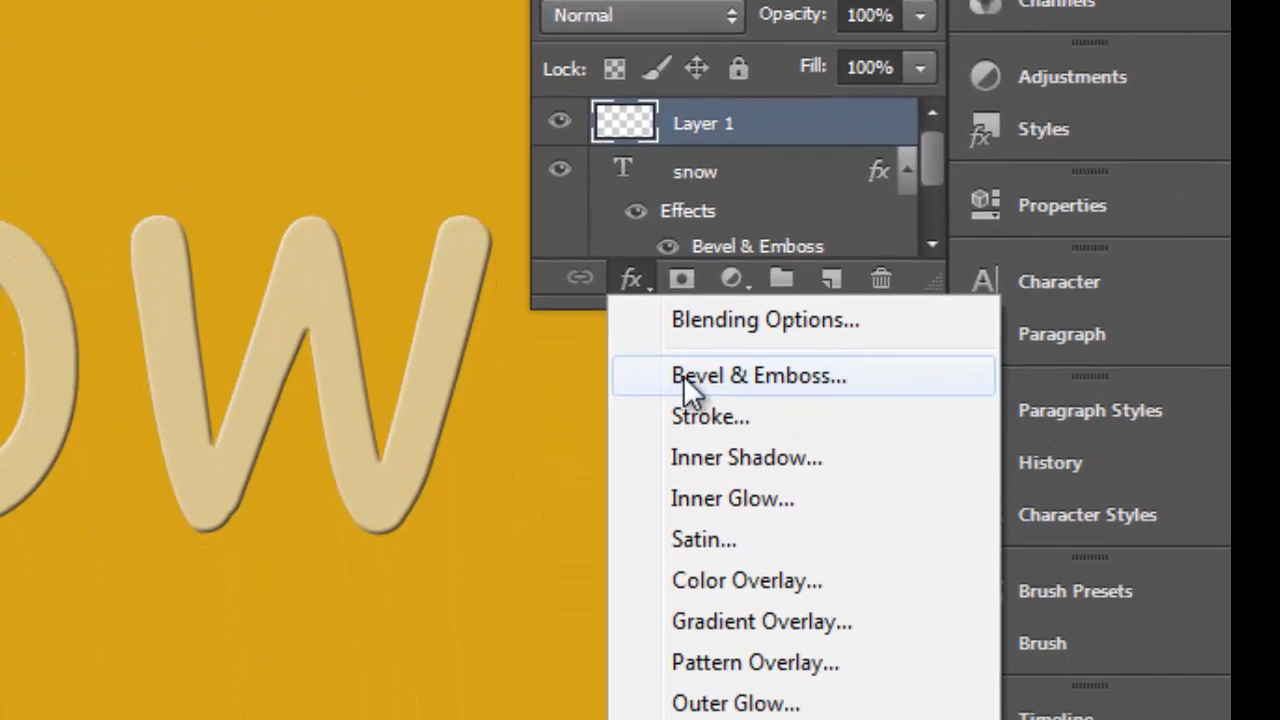 Normal Opacity: 100%
Channels
Lock: Fill: 100%
Adjustments
Layer 1
Styles
T snow fx
Properties
Effects
Bevel & Emboss
fx
A Character
Blending Options...
Paragraph
Bevel & Emboss...
Stroke...
Paragraph Styles
Inner Shadow...
History
Inner Glow...
Character Styles
Satin...
Color Overlay...
Brush Presets
Gradient Overlay...
Brush
Pattern Overlay...
Outer Glow...
Timeline
OW